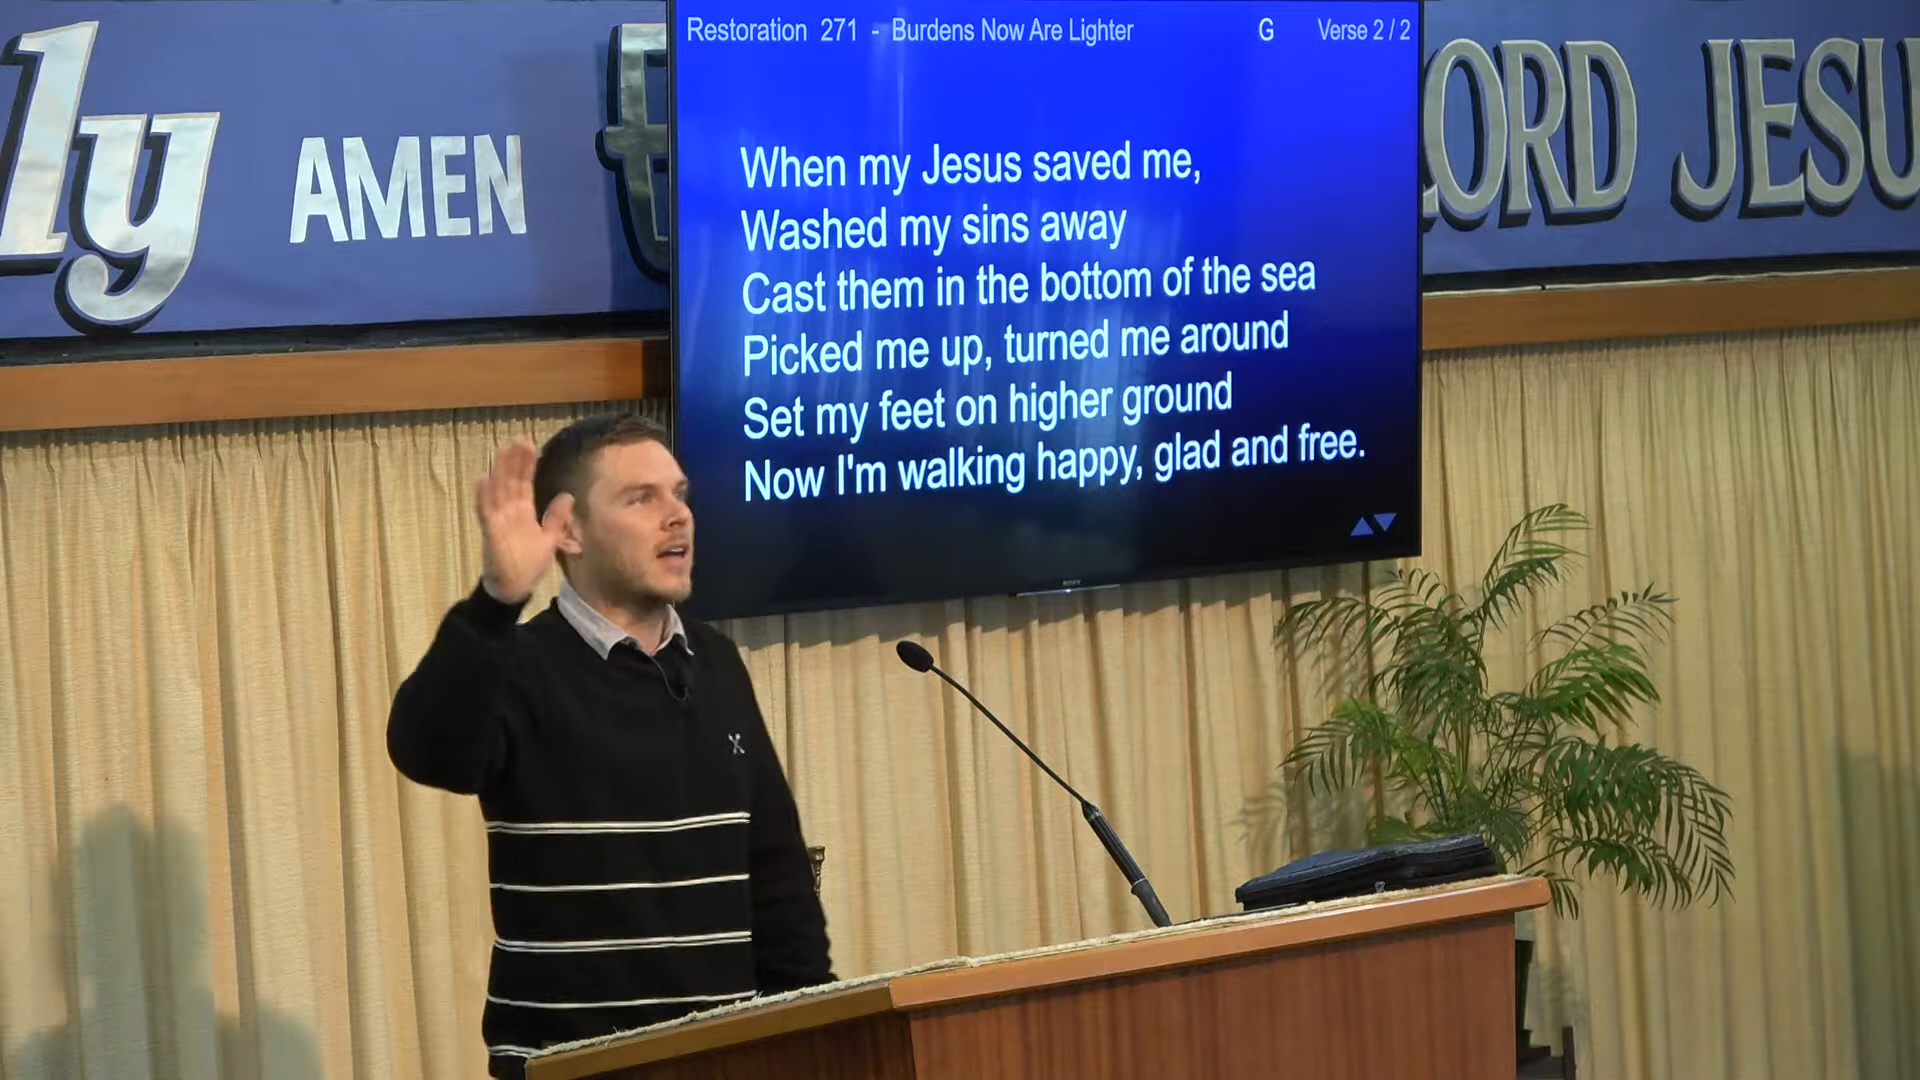 ly AMEN
LORD JESU
Restoration 271 - Burdens Now Are Lighter G Verse 2 / 2
When my Jesus saved me,
Washed my sins away
Cast them in the bottom of the sea
Picked me up, turned me around
Set my feet on higher ground
Now I'm walking happy, glad and free.
SONY